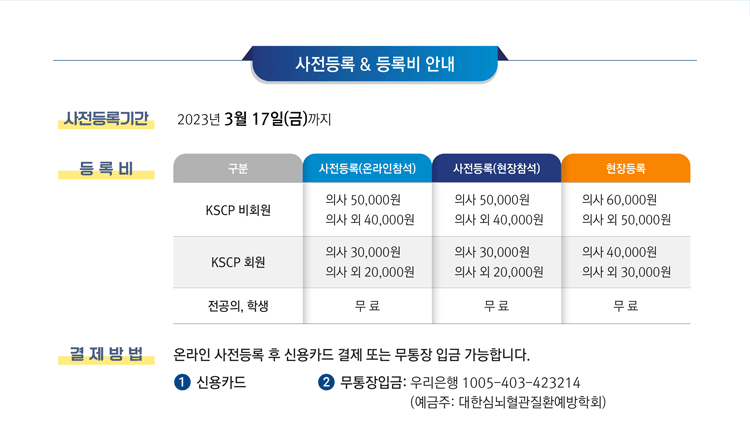 사전등록 & 등록비 안내
사전등록기간
2023년 3월 17일(금)까지
등 록 비
구분 사전등록(온라인참석) 사전등록(현장참석) 현장등록
KSCP 비회원
의사 50,000원 의사 50,000원 의사 60,000원
의사 외 40,000원 의사 외 40,000원 의사 외 50,000원
KSCP 회원
의사 30,000원 의사 30,000원 의사 40,000원
의사 외 20,000원 의사 외 20,000원 의사 외 30,000원
전공의, 학생 무 료 무 료 무 료
결 제 방 법
온라인 사전등록 후 신용카드 결제 또는 무통장 입금 가능합니다.
1 신용카드
2 무통장입금: 우리은행 1005-403-423214
(예금주: 대한심뇌혈관질환예방학회)